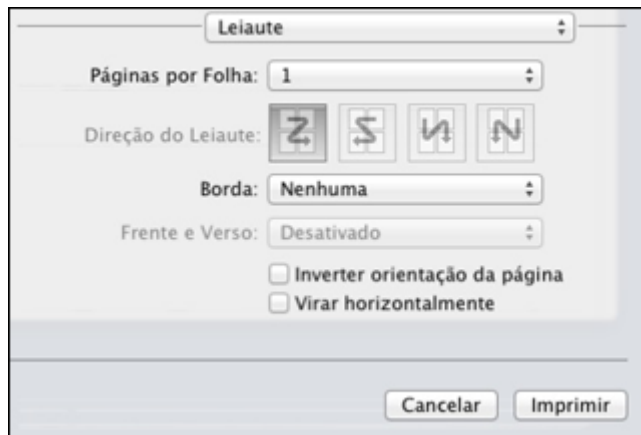 Leiaute
Páginas por Folha: 1
Direção do Leiaute:
Borda: Nenhuma
Frente e Verso: Desativado
Inverter orientação da página
Virar horizontalmente
Cancelar Imprimir